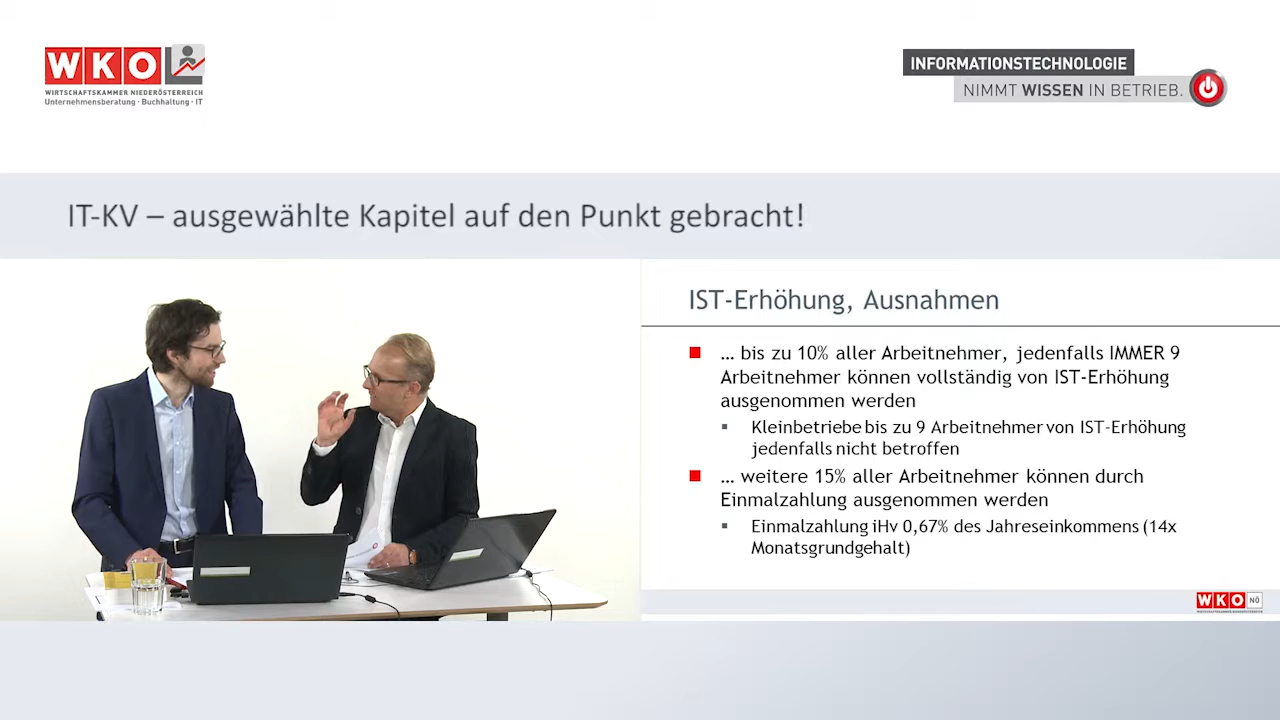 WKO
WIRTSCHAFTSKAMMER NIEDERÖSTERREICH
Unternehmensberatung · Buchhaltung · IT
INFORMATIONSTECHNOLOGIE
NIMMT WISSEN IN BETRIEB.
IT-KV – ausgewählte Kapitel auf den Punkt gebracht!
IST-Erhöhung, Ausnahmen
… bis zu 10% aller Arbeitnehmer, jedenfalls IMMER 9
Arbeitnehmer können vollständig von IST-Erhöhung
ausgenommen werden
Kleinbetriebe bis zu 9 Arbeitnehmer von IST-Erhöhung
jedenfalls nicht betroffen
… weitere 15% aller Arbeitnehmer können durch
Einmalzahlung ausgenommen werden
Einmalzahlung iHv 0,67% des Jahreseinkommens (14x
Monatsgrundgehalt)
WKO NÖ
WIRTSCHAFTSKAMMER NIEDERÖSTERREICH